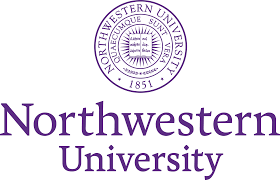 NORTHWESTERN UNIVERSITY
QUAECUMQUE SUNT VERA
1851
Northwestern
University